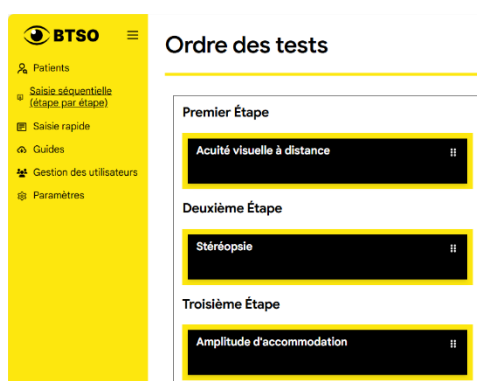 BTSO
Patients
Saisie séquentielle
(étape par étape)
Saisie rapide
Guides
Gestion des utilisateurs
Paramètres
Ordre des tests
Premier Étape
Acuité visuelle à distance
Deuxième Étape
Stéréopsie
Troisième Étape
Amplitude d'accommodation